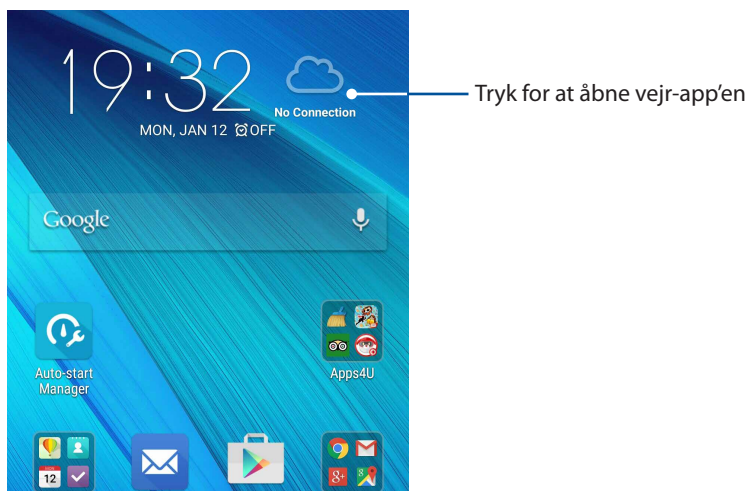 19:32
No Connection
MON, JAN 12 OFF
Tryk for at åbne vejr-app’en
Google
Auto-start
Manager
Apps4U
12
8+